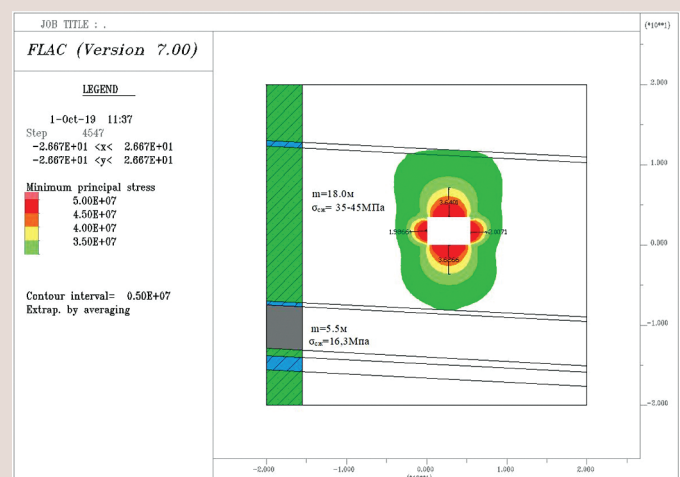 JOB TITLE : .
FLAC (Version 7.00)
LEGEND
1-Oct-19 11:37
Step 4547
-2.667E+01 <x< 2.667E+01
-2.667E+01 <y< 2.667E+01
Minimum principal stress
5.00E+07
4.50E+07
4.00E+07
3.50E+07
Contour interval= 0.50E+07
Extrap. by averaging
m=18.0м
σсж= 35-45МПа
m=5.5м
σсж=16,3Мпа
(*10**1)
2.000
1.000
0.000
-1.000
-2.000
-2.000 -1.000 0.000 1.000 2.000
(*10**1)